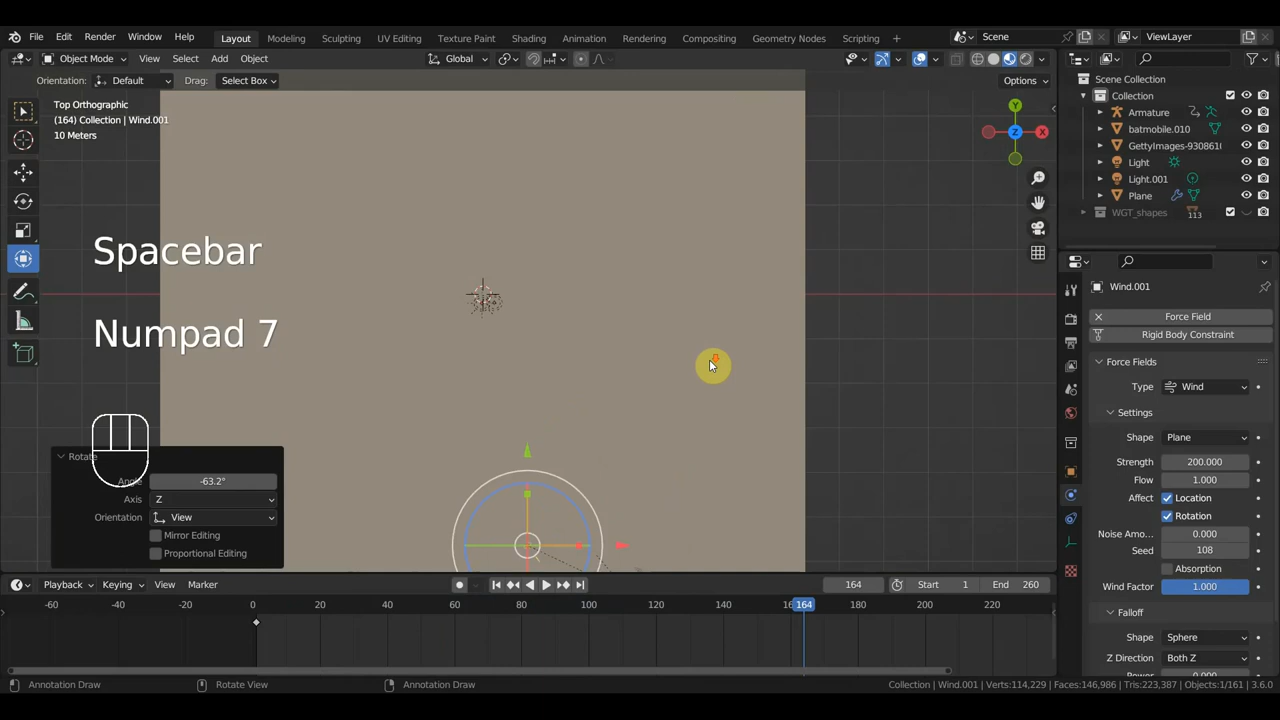 File Edit Render Window Help Layout Modeling Sculpting UV Editing Texture Paint Shading Animation Rendering Compositing Geometry Nodes Scripting + Scene ViewLayer
Object Mode View Select Add Object Global
Orientation: Default Drag: Select Box Options
Top Orthographic
(164) Collection | Wind.001
10 Meters
Y
Z
X
Spacebar
Numpad 7
Rotate
Angle -63.2°
Axis Z
Orientation View
Mirror Editing
Proportional Editing
Scene Collection
Collection
Armature
batmobile.010
GettyImages-9308616
Light
Light.001
Plane
WGT_shapes 113
Wind.001
Force Field
Rigid Body Constraint
Force Fields
Type Wind
Settings
Shape Plane
Strength 200.000
Flow 1.000
Affect Location
Rotation
Noise Amo... 0.000
Seed 108
Absorption
Wind Factor 1.000
Falloff
Shape Sphere
Z Direction Both Z
Playback Keying View Marker 164 Start 1 End 260
-60 -40 -20 0 20 40 60 80 100 120 140 164 180 200 220
Annotation Draw Rotate View Annotation Draw Collection | Wind.001 | Verts:114,229 | Faces:146,986 | Tris:223,387 | Objects:1/161 | 3.6.0